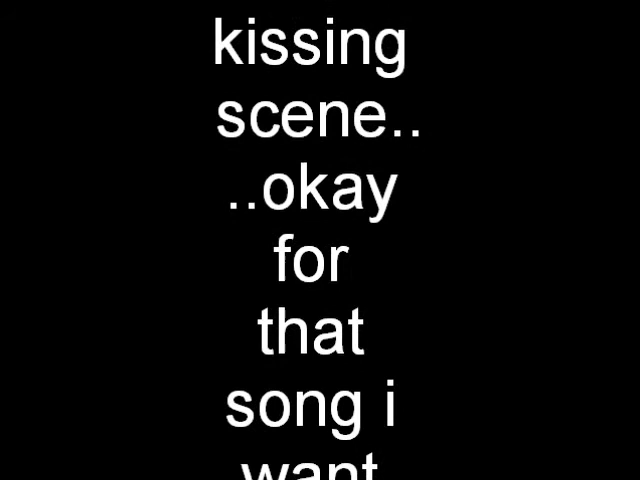 kissing
scene..
..okay
for
that
song i
want